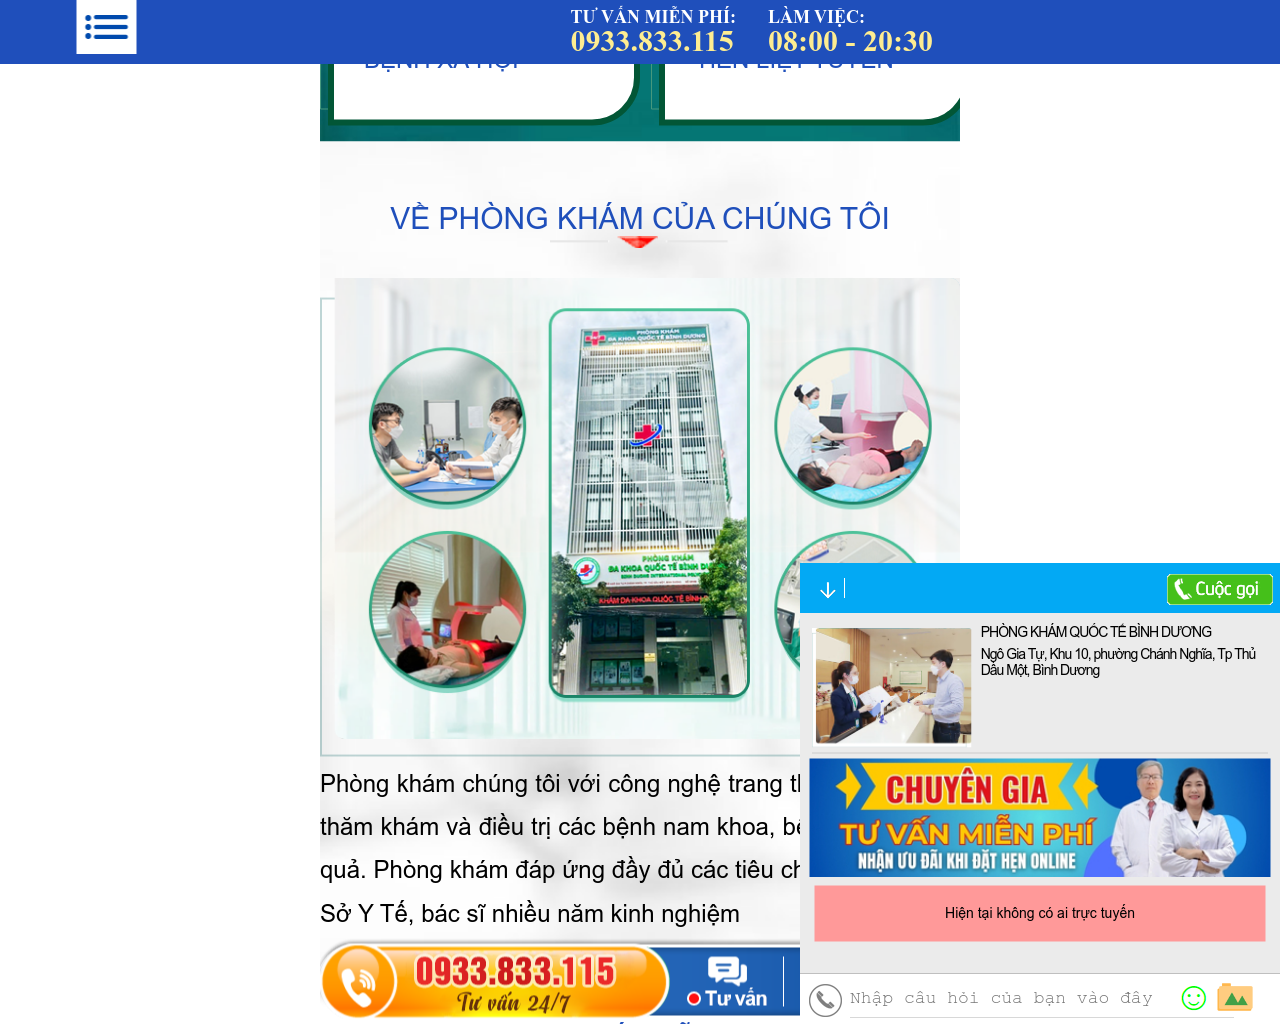 TƯ VẤN MIỄN PHÍ:
0933.833.115
LÀM VIỆC:
08:00 - 20:30
VỀ PHÒNG KHÁM CỦA CHÚNG TÔI
PHÒNG KHÁM
ĐA KHOA QUỐC TẾ BÌNH DƯƠNG
PHÒNG KHÁM
ĐA KHOA QUỐC TẾ BÌNH DƯƠNG
Phòng khám chúng tôi với công nghệ trang
thăm khám và điều trị các bệnh nam khoa,
quả. Phòng khám đáp ứng đầy đủ các tiêu
Sở Y Tế, bác sĩ nhiều năm kinh nghiệm
0933.833.115
Tư vấn 24/7
Tư vấn
Cuộc gọi
PHÒNG KHÁM QUỐC TẾ BÌNH DƯƠNG
Ngô Gia Tự, Khu 10, phường Chánh Nghĩa, Tp Thủ
Dầu Một, Bình Dương
CHUYÊN GIA
TƯ VẤN MIỄN PHÍ
NHẬN ƯU ĐÃI KHI ĐẶT HẸN ONLINE
Hiện tại không có ai trực tuyến
Nhập câu hỏi của bạn vào đây